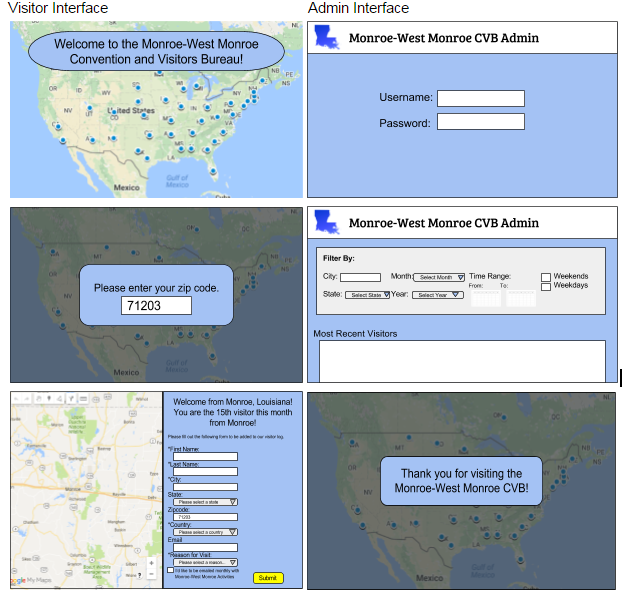 Visitor Interface
Welcome to the Monroe-West Monroe
Convention and Visitors Bureau!
United States
Mexico
Gulf of
Mexico
Please enter your zip code.
71203
Mexico
Welcome from Monroe, Louisiana!
You are the 15th visitor this month
from Monroe!
Please fill out the following form to be added to our visitor log.
*First Name:
*Last Name:
*City:
State:
Please select a state
Zipcode:
71203
*Country:
Please select a country
Email
*Reason for Visit:
Please select a reason...
I'd like to be emailed monthly with
Monroe-West Monroe Activities
Submit
My Maps
Admin Interface
Monroe-West Monroe CVB Admin
Username:
Password:
Monroe-West Monroe CVB Admin
Filter By:
City:
Month:
Select Month
Time Range:
From:
To:
Weekends
Weekdays
State:
Select State
Year:
Select Year
Most Recent Visitors
Thank you for visiting the
Monroe-West Monroe CVB!
Mexico